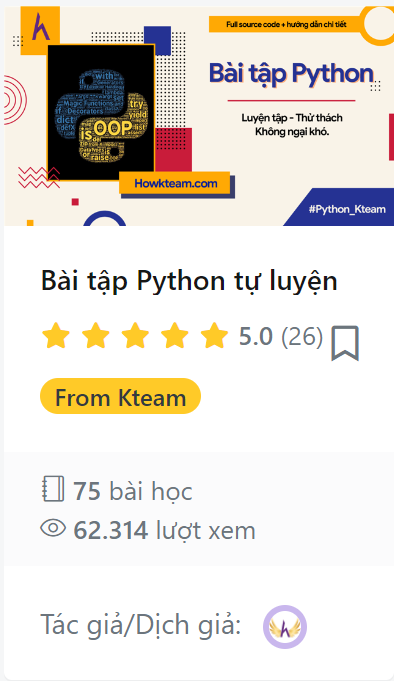 Full source code + hướng dẫn chi tiết
Bài tập Python
Luyện tập - Thử thách
Không ngại khó.
with
if
Magic Functions
Decorators
dict
try
yield
OOP
is
list
or
raise
Howkteam.com
#Python_Kteam
Bài tập Python tự luyện
5.0 (26)
From Kteam
75 bài học
62.314 lượt xem
Tác giả/Dịch giả: